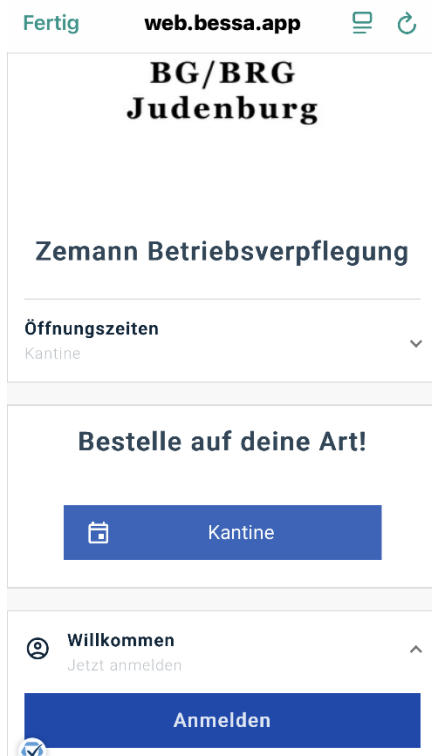 Fertig web.bessa.app
BG/BRG
Judenburg
Zemann Betriebsverpflegung
Öffnungszeiten
Kantine
Bestelle auf deine Art!
Kantine
Willkommen
Jetzt anmelden
Anmelden